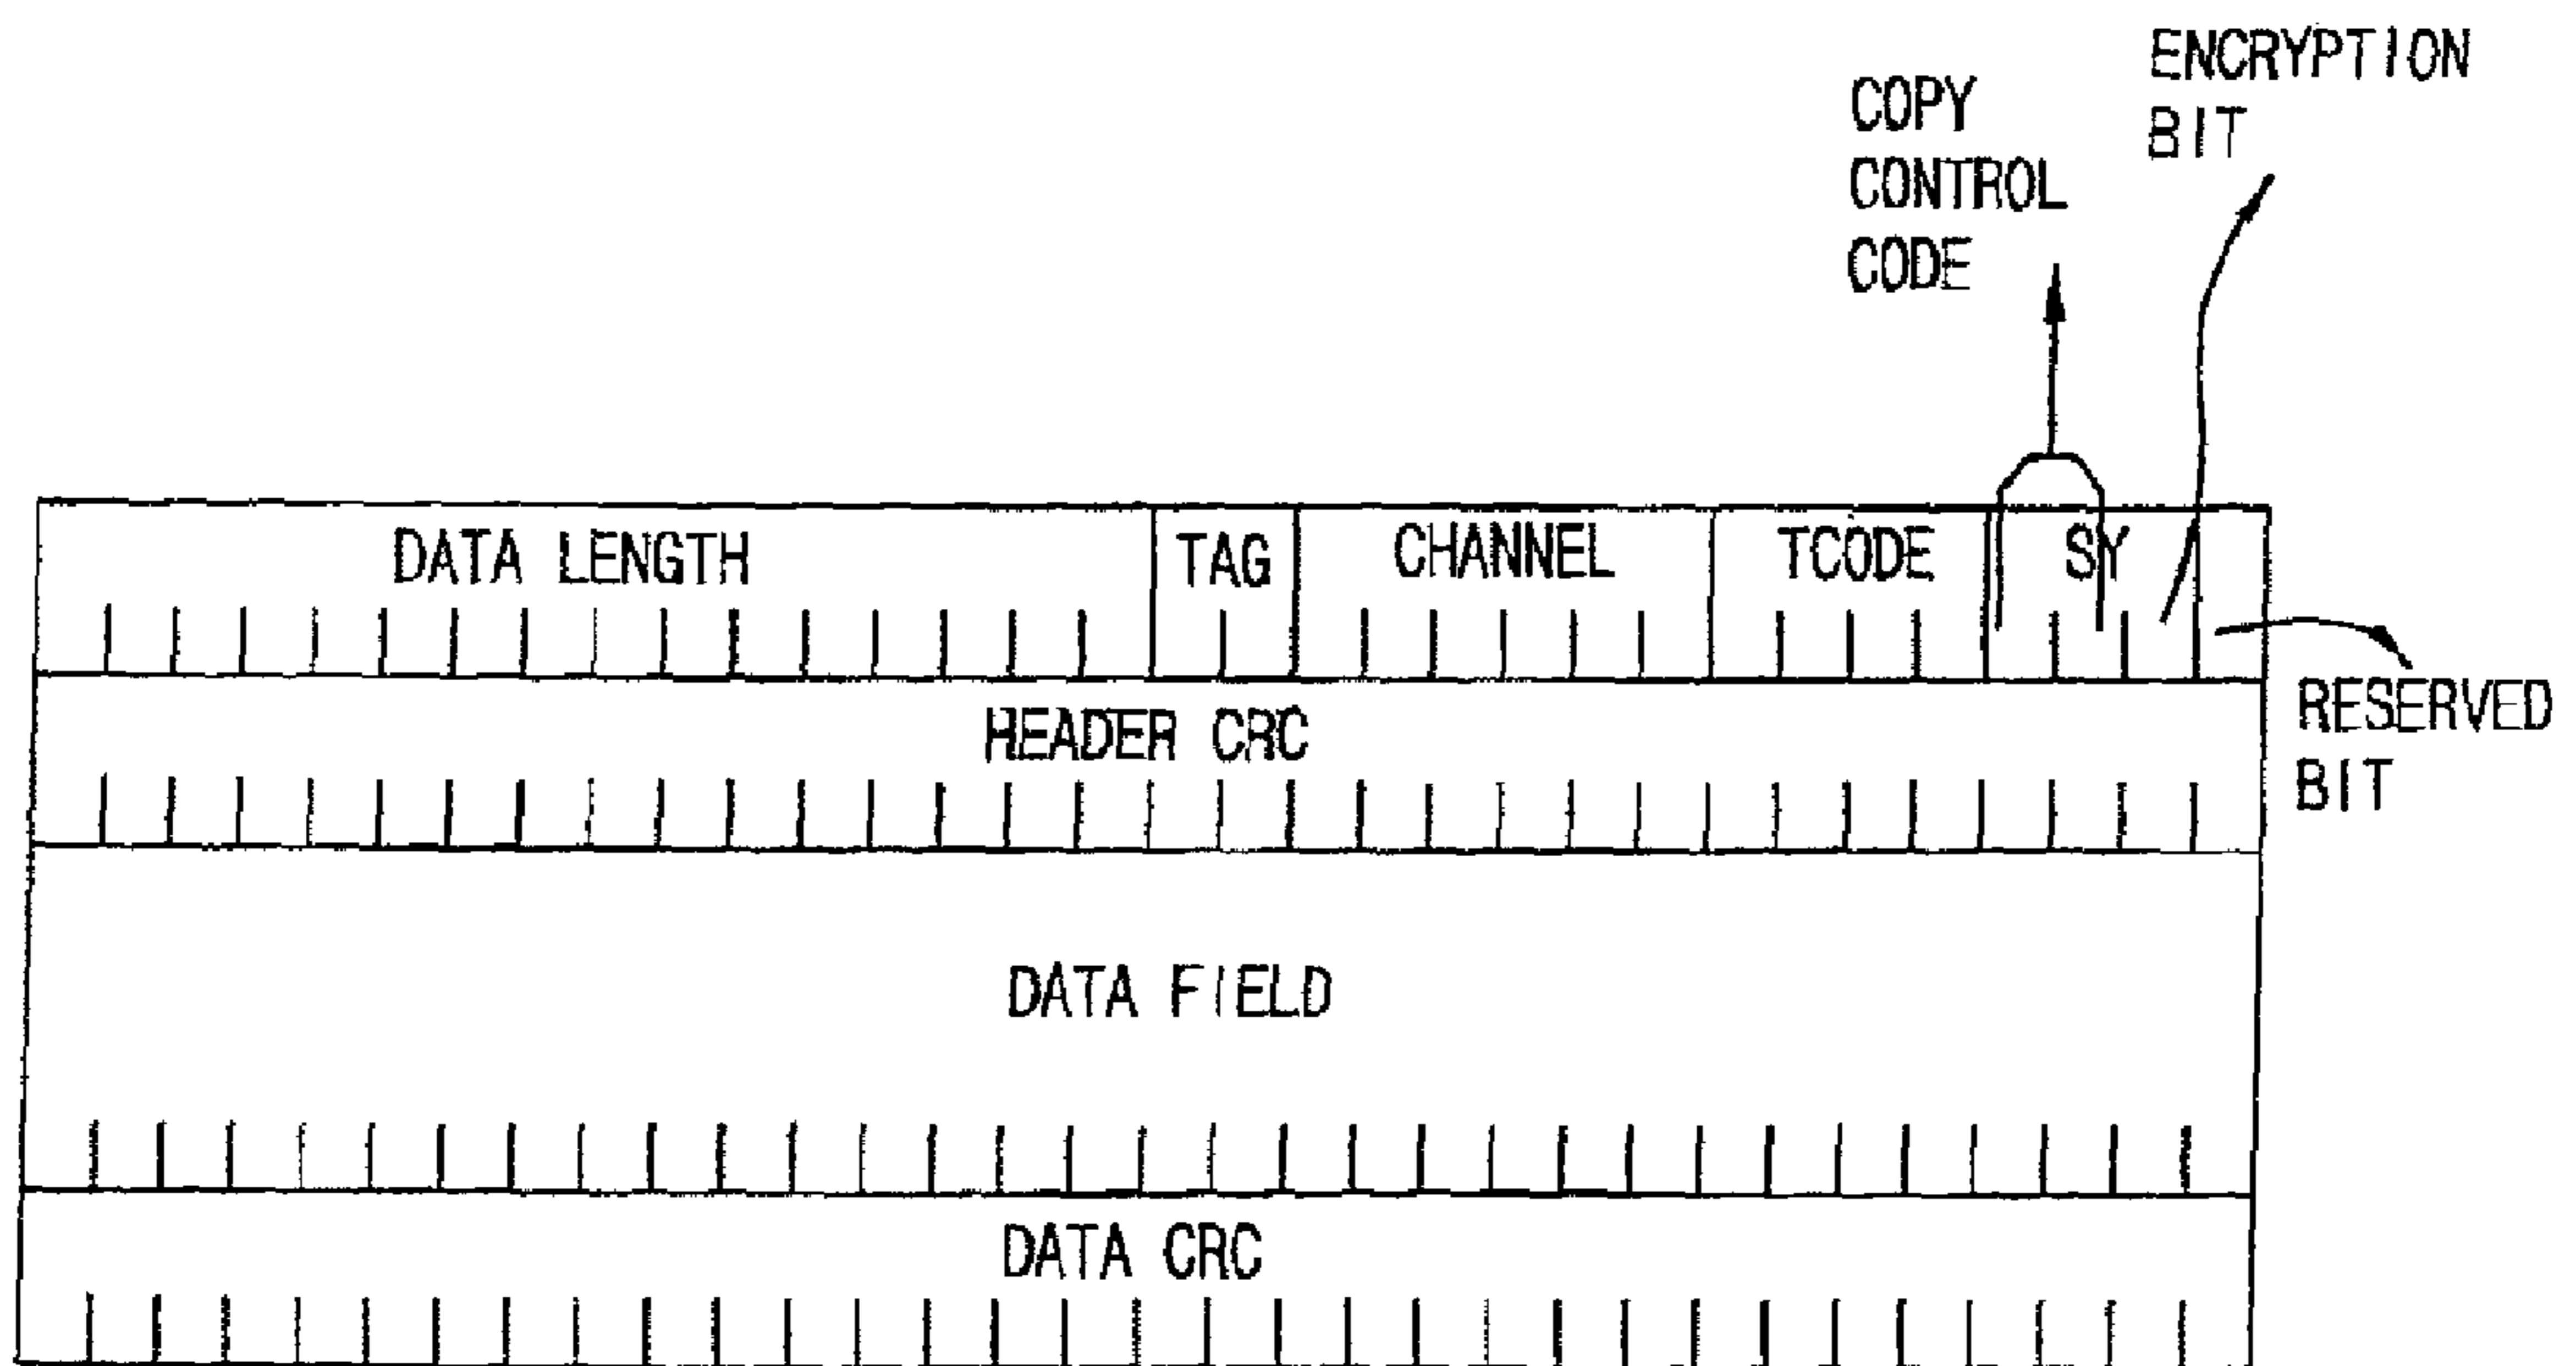 ENCRYPTION
BIT
COPY
CONTROL
CODE
DATA LENGTH TAG CHANNEL TCODE SY
HEADER CRC
RESERVED
BIT
DATA FIELD
DATA CRC